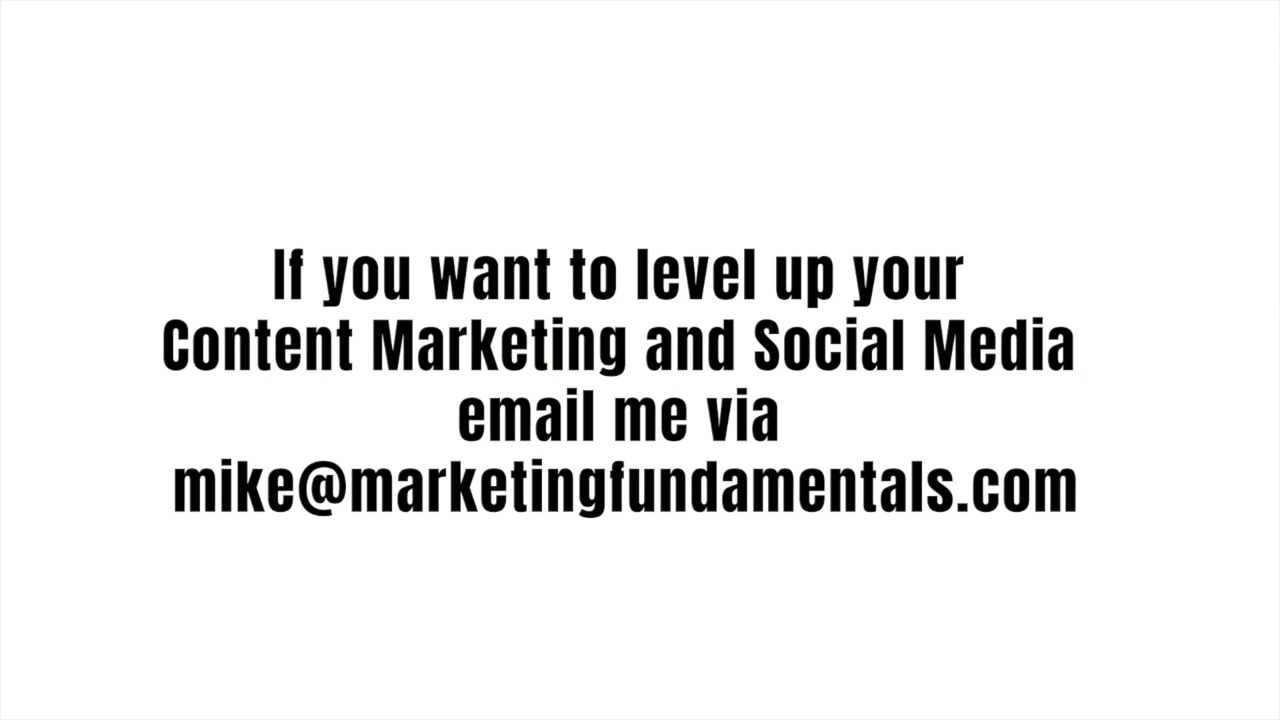 If you want to level up your
Content Marketing and Social Media
email me via
mike@marketingfundamentals.com